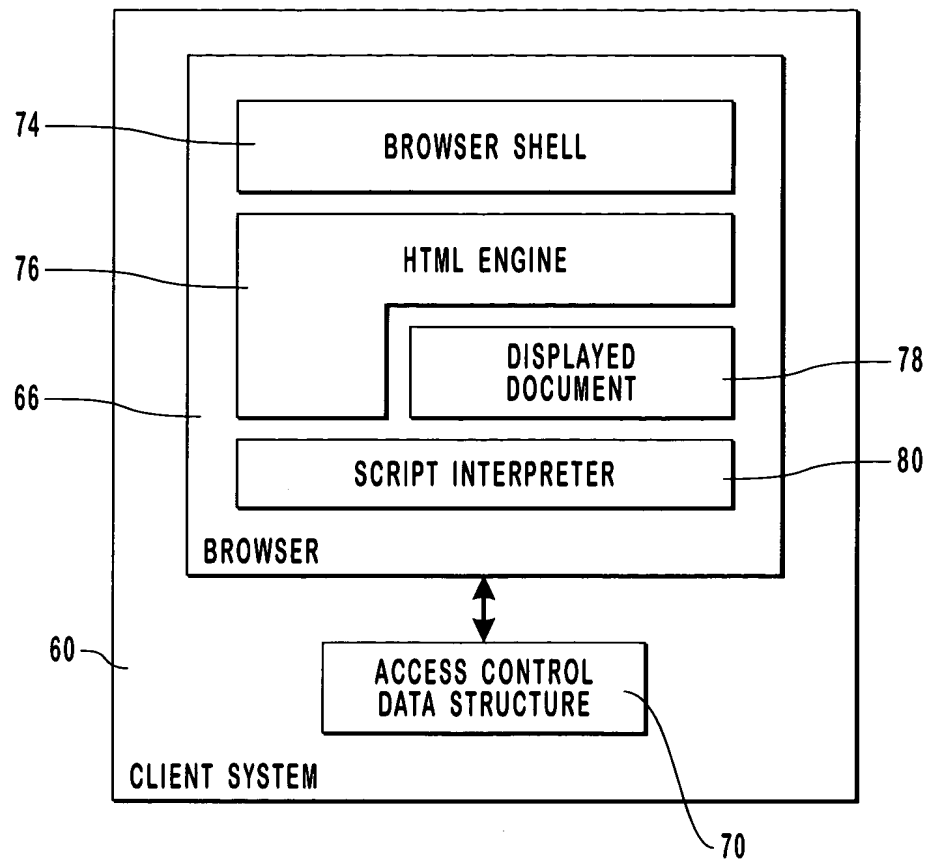 74
BROWSER SHELL
76
HTML ENGINE
DISPLAYED
DOCUMENT
78
66
SCRIPT INTERPRETER
80
BROWSER
60
ACCESS CONTROL
DATA STRUCTURE
CLIENT SYSTEM
70